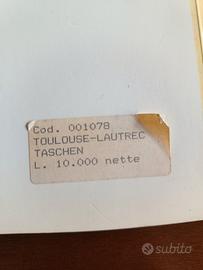 Cod. 001078
TOULOUSE-LAUTREC
TASCHEN
L. 10.000 nette
subito